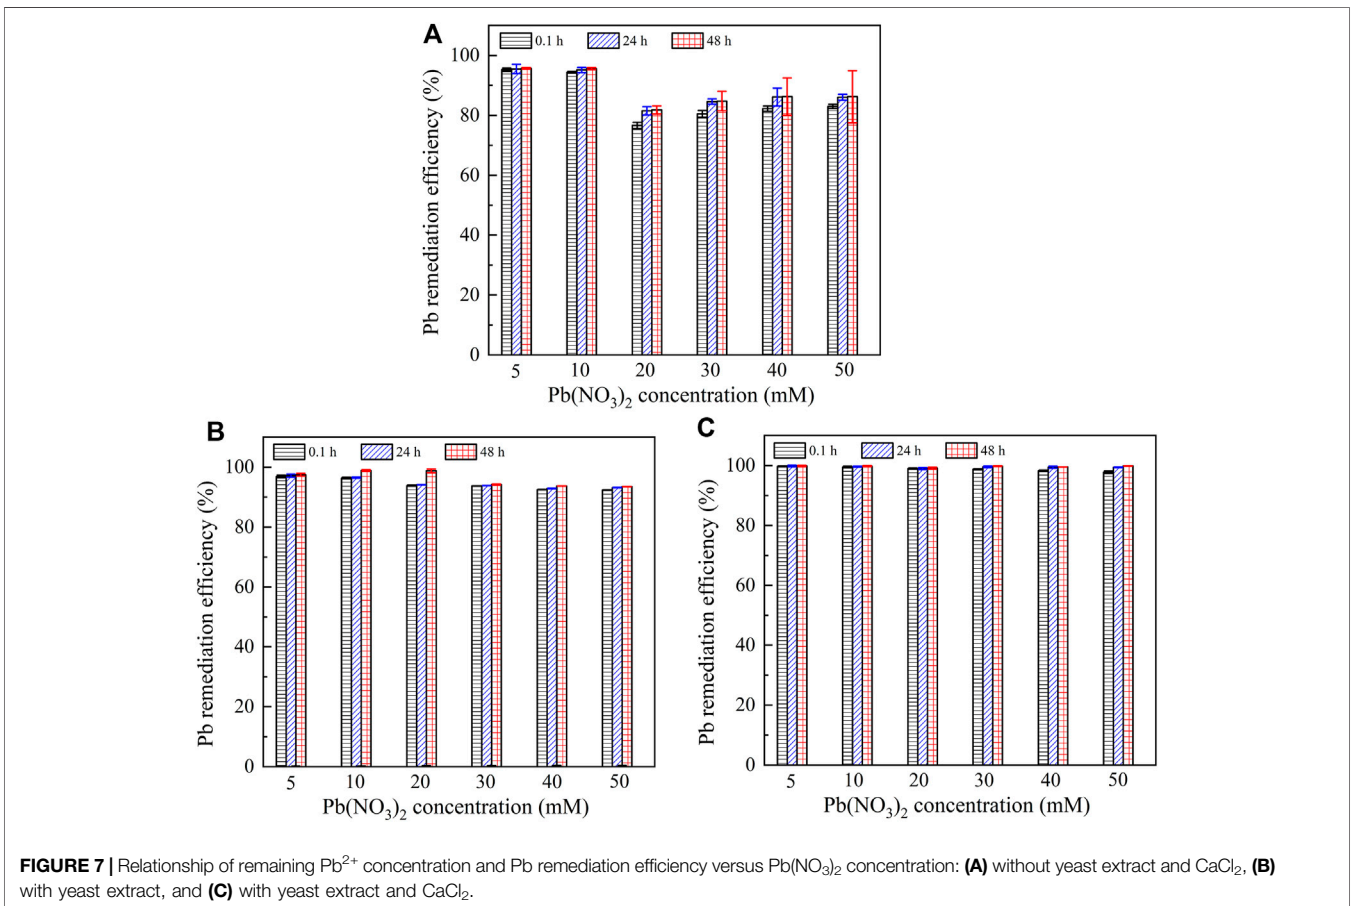 A
0.1 h 24 h 48 h
Pb remediation efficiency (%)
100
80
60
40
20
0
5 10 20 30 40 50
Pb(NO₃)₂ concentration (mM)
B
0.1 h 24 h 48 h
Pb remediation efficiency (%)
100
80
60
40
20
0
5 10 20 30 40 50
Pb(NO₃)₂ concentration (mM)
C
0.1 h 24 h 48 h
Pb remediation efficiency (%)
100
80
60
40
20
0
5 10 20 30 40 50
Pb(NO₃)₂ concentration (mM)
FIGURE 7 | Relationship of remaining Pb²⁺ concentration and Pb remediation efficiency versus Pb(NO₃)₂ concentration: (A) without yeast extract and CaCl₂, (B)
with yeast extract, and (C) with yeast extract and CaCl₂.